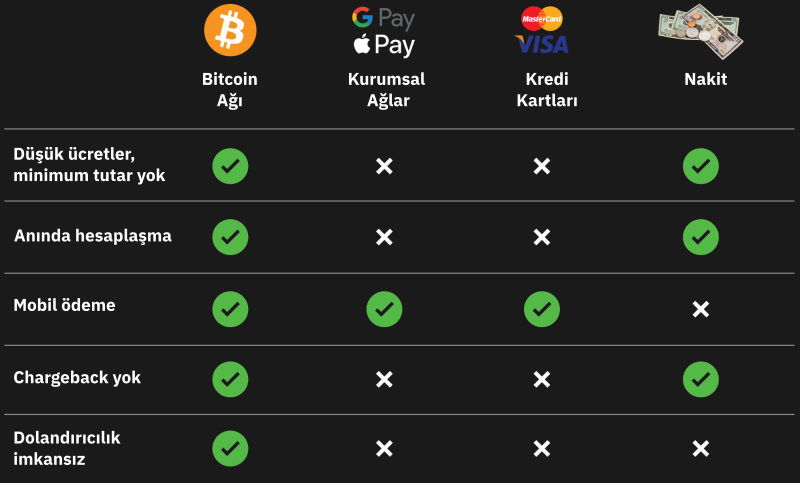 G Pay
Pay
MasterCard
VISA
Bitcoin
Ağı
Kurumsal
Ağlar
Kredi
Kartları
Nakit
Düşük ücretler,
minimum tutar yok
Anında hesaplaşma
Mobil ödeme
Chargeback yok
Dolandırıcılık
imkansız